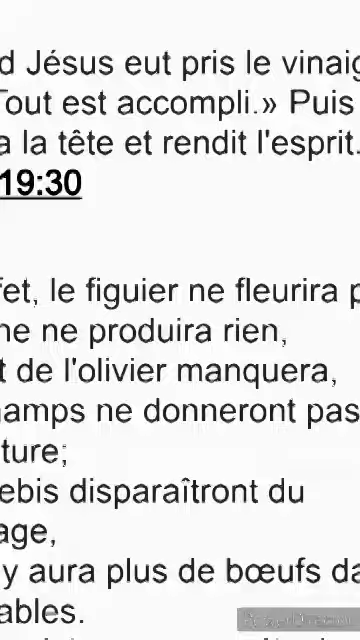 d Jésus eut pris le vinaig
Tout est accompli.» Puis
a la tête et rendit l'esprit.
19:30
fet, le figuier ne fleurira p
ne ne produira rien,
t de l'olivier manquera,
hamps ne donneront pas
ture;
ebis disparaîtront du
age,
y aura plus de bœufs da
ables.